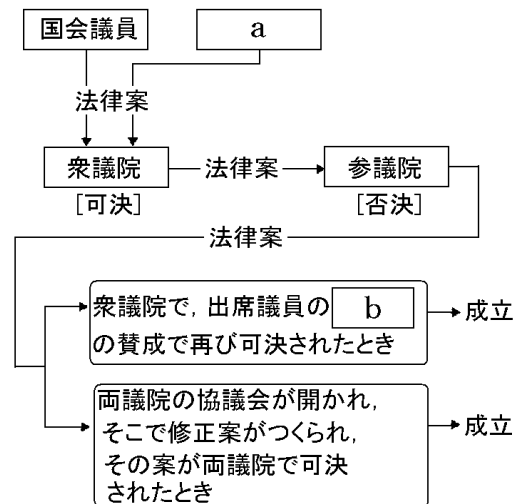 国会議員
a
法律案
衆議院
法律案
参議院
[可決]
[否決]
法律案
衆議院で，出席議員の b
の賛成で再び可決されたとき
成立
両議院の協議会が開かれ，
そこで修正案がつくられ，
その案が両議院で可決
されたとき
成立